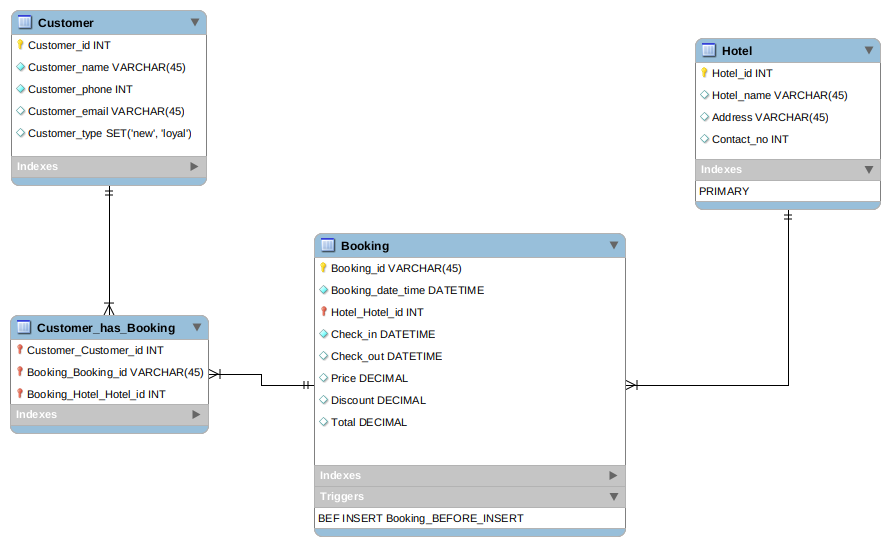 Customer
Customer_id INT
Customer_name VARCHAR(45)
Customer_phone INT
Customer_email VARCHAR(45)
Customer_type SET('new', 'loyal')
Indexes
Hotel
Hotel_id INT
Hotel_name VARCHAR(45)
Address VARCHAR(45)
Contact_no INT
Indexes
PRIMARY
Booking
Booking_id VARCHAR(45)
Booking_date_time DATETIME
Hotel_Hotel_id INT
Check_in DATETIME
Check_out DATETIME
Price DECIMAL
Discount DECIMAL
Total DECIMAL
Indexes
Triggers
BEF INSERT Booking_BEFORE_INSERT
Customer_has_Booking
Customer_Customer_id INT
Booking_Booking_id VARCHAR(45)
Booking_Hotel_Hotel_id INT
Indexes